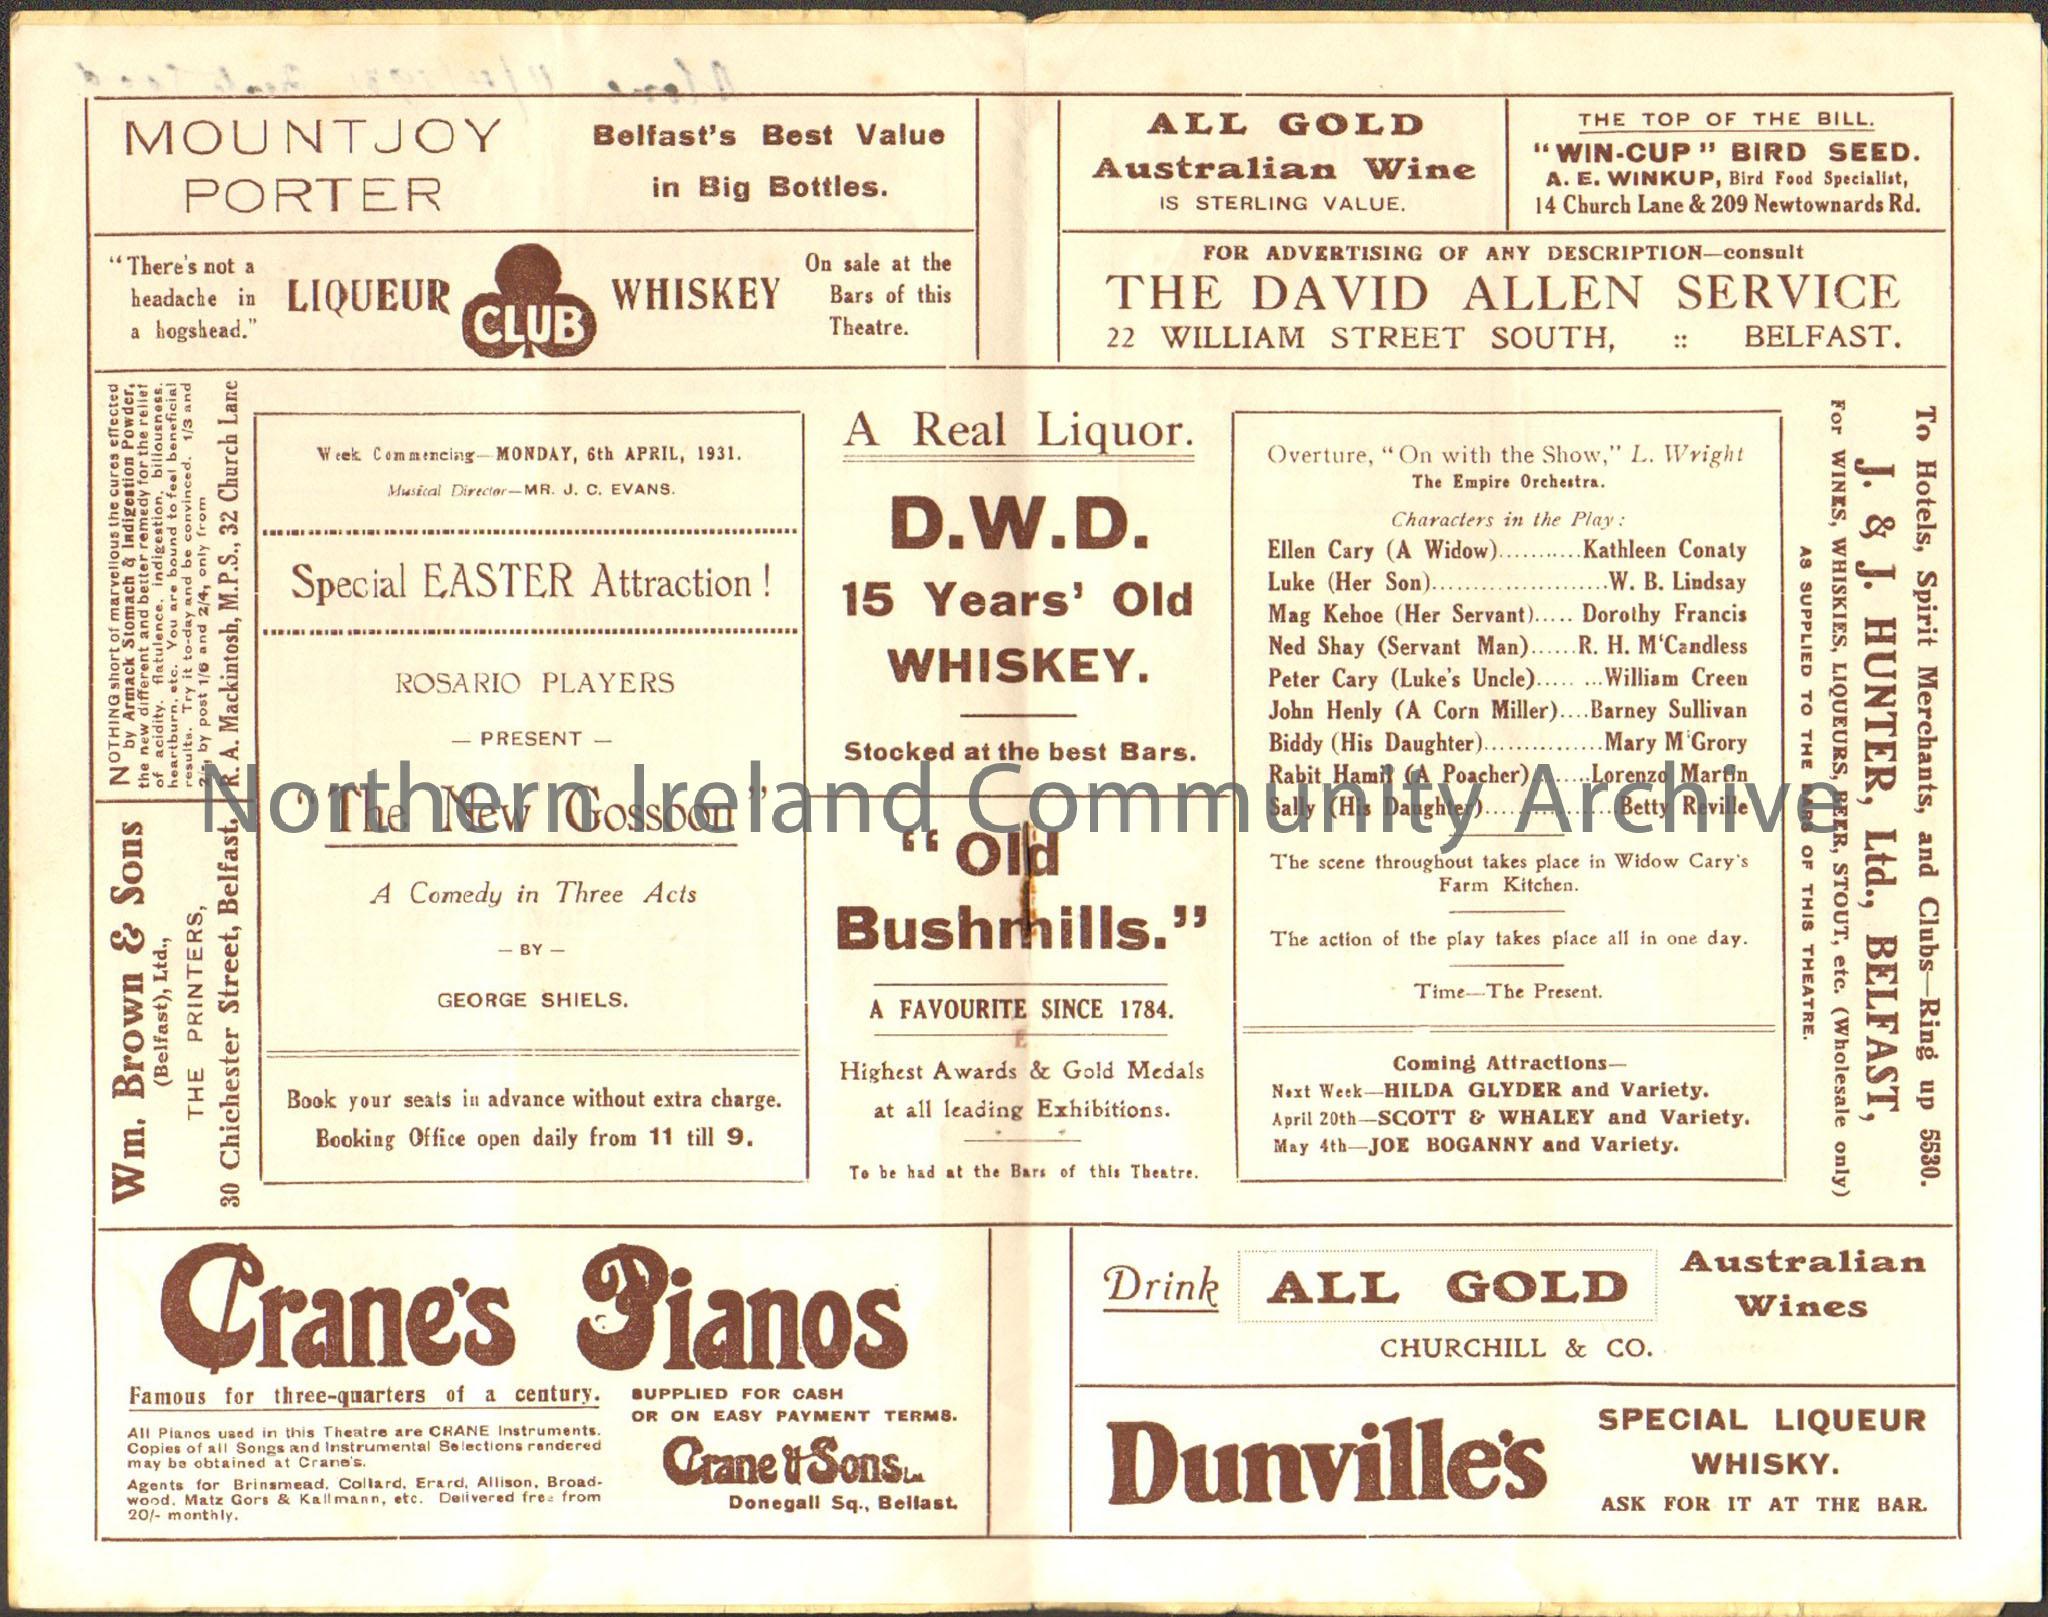 MOUNTJOY
PORTER
Belfast's Best Value
in Big Bottles.
"There's not a
headache in
a hogshead."
LIQUEUR
CLUB
WHISKEY
On sale at the
Bars of this
Theatre.
ALL GOLD
Australian Wine
IS STERLING VALUE.
THE TOP OF THE BILL.
"WIN-CUP" BIRD SEED.
A. E. WINKUP, Bird Food Specialist,
14 Church Lane & 209 Newtownards Rd.
FOR ADVERTISING OF ANY DESCRIPTION—consult
THE DAVID ALLEN SERVICE
22 WILLIAM STREET SOUTH, :: BELFAST.
NOTHING short of marvellous the cures effected
by Armack Stomach & Indigestion Powder,
the new different and better remedy for the relief
of acidity, flatulence, indigestion, biliousness,
heartburn, etc. You are bound to feel beneficial
results. Try it to-day and be convinced. 1/3 and
by post 1/6 and 2/4, only from
R. A. Mackintosh, M.P.S., 32 Church Lane
Wm. Brown & Sons
(Belfast), Ltd.,
THE PRINTERS,
30 Chichester Street, Belfast.
Week Commencing—MONDAY, 6th APRIL, 1931.
Musical Director—MR. J. C. EVANS.
Special EASTER Attraction!
ROSARIO PLAYERS
— PRESENT —
"The New Gossoon"
A Comedy in Three Acts
— BY —
GEORGE SHIELS.
Book your seats in advance without extra charge.
Booking Office open daily from 11 till 9.
A Real Liquor.
D.W.D.
15 Years' Old
WHISKEY.
Stocked at the best Bars.
"Old
Bushmills."
A FAVOURITE SINCE 1784.
E
Highest Awards & Gold Medals
at all leading Exhibitions.
To be had at the Bars of this Theatre.
Overture, "On with the Show," L. Wright
The Empire Orchestra.
Characters in the Play:
Ellen Cary (A Widow)...........Kathleen Conaty
Luke (Her Son)......................W. B. Lindsay
Mag Kehoe (Her Servant)..... Dorothy Francis
Ned Shay (Servant Man)......R. H. M'Candless
Peter Cary (Luke's Uncle)..... ...William Creen
John Henly (A Corn Miller)....Barney Sullivan
Biddy (His Daughter)...............Mary M'Grory
Rabit Hamil (A Poacher)........Lorenzo Martin
Sally (His Daughter).................Betty Reville
The scene throughout takes place in Widow Cary's
Farm Kitchen.
The action of the play takes place all in one day.
Time—The Present.
Coming Attractions—
Next Week—HILDA GLYDER and Variety.
April 20th—SCOTT & WHALEY and Variety.
May 4th—JOE BOGANNY and Variety.
To Hotels, Spirit Merchants, and Clubs—Ring up 5530.
J. & J. HUNTER, Ltd., BELFAST,
For WINES, WHISKIES, LIQUEURS, BEER, STOUT, etc. (Wholesale only)
AS SUPPLIED TO THE BARS OF THIS THEATRE.
Northern Ireland Community Archive
Crane's Pianos
Famous for three-quarters of a century.
All Pianos used in this Theatre are CRANE Instruments.
Copies of all Songs and Instrumental Selections rendered
may be obtained at Crane's.
Agents for Brinsmead, Collard, Erard, Allison, Broad-
wood, Matz Gors & Kallmann, etc. Delivered free from
20/- monthly.
SUPPLIED FOR CASH
OR ON EASY PAYMENT TERMS.
Crane & Sons Ltd.
Donegall Sq., Belfast.
Drink
ALL GOLD
Australian
Wines
CHURCHILL & CO.
Dunville's
SPECIAL LIQUEUR
WHISKY.
ASK FOR IT AT THE BAR.